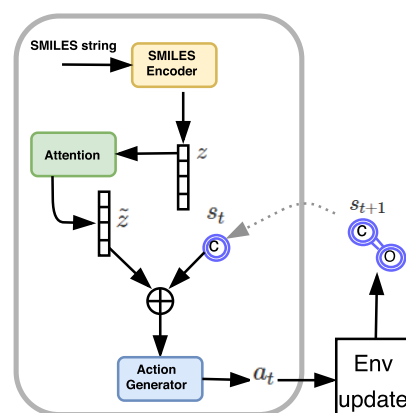 SMILES string
SMILES
Encoder
z
Attention
z̃
s_t
C
s_{t+1}
C
O
Action
Generator
a_t
Env
update